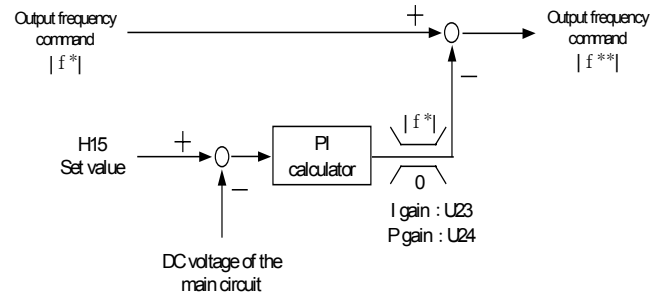 Output frequency
command
| f *|
+
Output frequency
command
| f **|
−
| f *|
H15
Set value
+
PI
calculator
−
0
I gain : U23
P gain : U24
DC voltage of the
main circuit